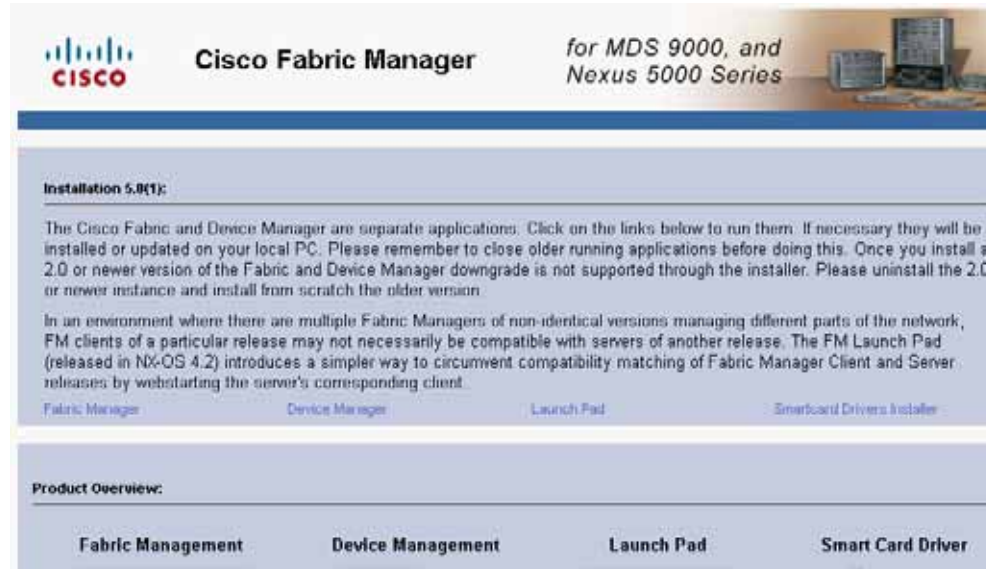 CISCO
Cisco Fabric Manager
for MDS 9000, and
Nexus 5000 Series
Installation 5.0(1):
The Cisco Fabric and Device Manager are separate applications. Click on the links below to run them. If necessary they will be
installed or updated on your local PC. Please remember to close older running applications before doing this. Once you install a
2.0 or newer version of the Fabric and Device Manager downgrade is not supported through the installer. Please uninstall the 2.0
or newer instance and install from scratch the older version.
In an environment where there are multiple Fabric Managers of non-identical versions managing different parts of the network,
FM clients of a particular release may not necessarily be compatible with servers of another release. The FM Launch Pad
(released in NX-OS 4.2) introduces a simpler way to circumvent compatibility matching of Fabric Manager Client and Server
releases by webstarting the server's corresponding client.
Fabric Manager Device Manager Launch Pad Smartcard Drivers Installer
Product Overview:
Fabric Management Device Management Launch Pad Smart Card Driver